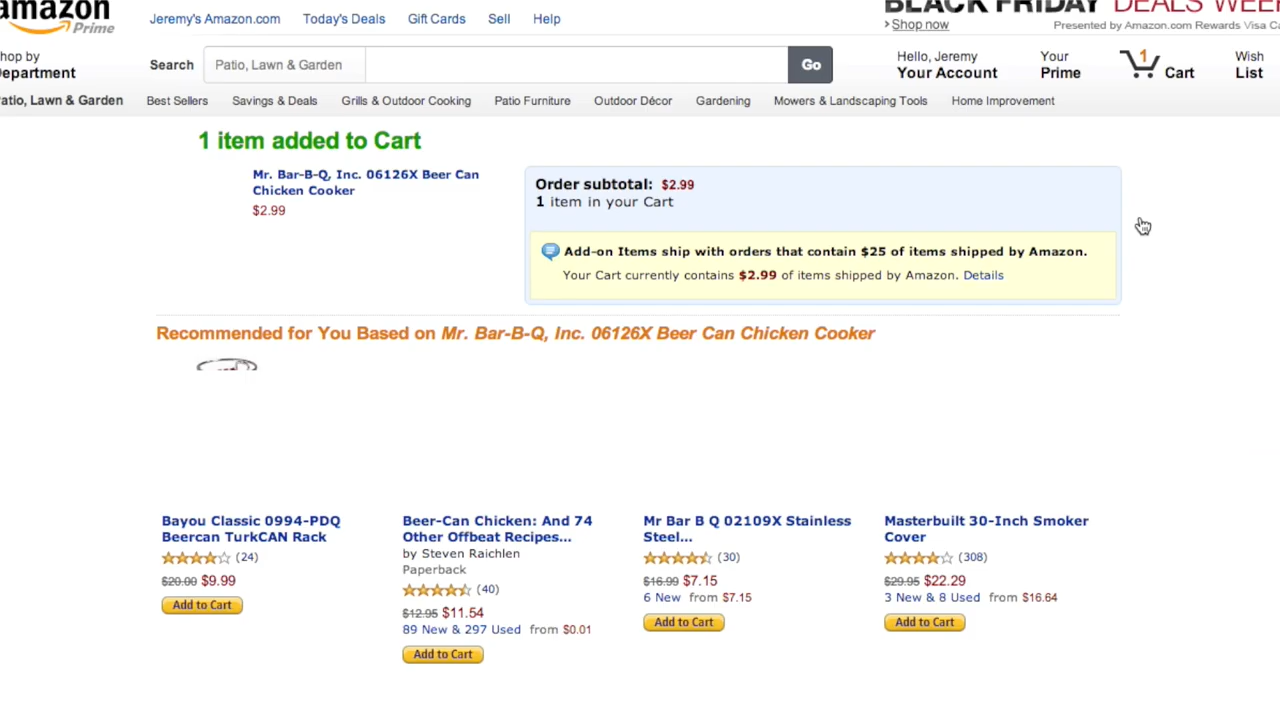 amazon
Prime
Jeremy's Amazon.com Today's Deals Gift Cards Sell Help
BLACK FRIDAY DEALS WEE
Shop now
Presented by Amazon.com Rewards Visa Ca
hop by
Department
Search Patio, Lawn & Garden Go
Hello, Jeremy
Your Account
Your
Prime
1
Cart
Wish
List
atio, Lawn & Garden Best Sellers Savings & Deals Grills & Outdoor Cooking Patio Furniture Outdoor Décor Gardening Mowers & Landscaping Tools Home Improvement
1 item added to Cart
Mr. Bar-B-Q, Inc. 06126X Beer Can
Chicken Cooker
$2.99
Order subtotal: $2.99
1 item in your Cart
Add-on Items ship with orders that contain $25 of items shipped by Amazon.
Your Cart currently contains $2.99 of items shipped by Amazon. Details
Recommended for You Based on Mr. Bar-B-Q, Inc. 06126X Beer Can Chicken Cooker
Bayou Classic 0994-PDQ
Beercan TurkCAN Rack
(24)
$20.00 $9.99
Add to Cart
Beer-Can Chicken: And 74
Other Offbeat Recipes...
by Steven Raichlen
Paperback
(40)
$12.95 $11.54
89 New & 297 Used from $0.01
Add to Cart
Mr Bar B Q 02109X Stainless
Steel...
(30)
$16.99 $7.15
6 New from $7.15
Add to Cart
Masterbuilt 30-Inch Smoker
Cover
(308)
$29.95 $22.29
3 New & 8 Used from $16.64
Add to Cart